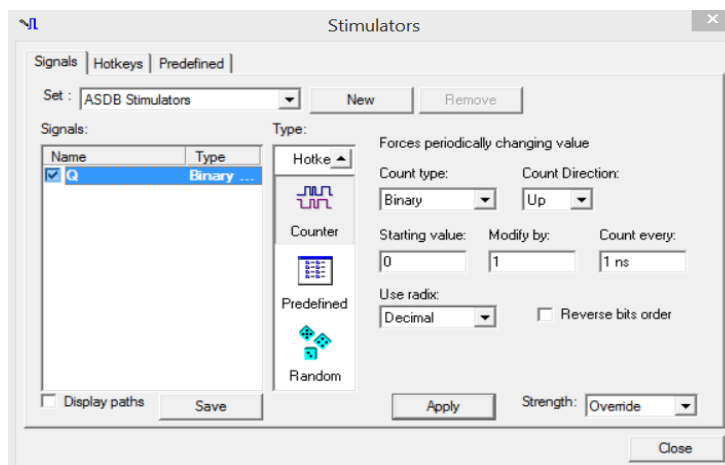 Stimulators
Signals Hotkeys Predefined
Set : ASDB Stimulators New Remove
Signals:
Name Type
Q Binary ...
Display paths Save
Type:
Hotke
Counter
Predefined
Random
Forces periodically changing value
Count type: Count Direction:
Binary Up
Starting value: Modify by: Count every:
0 1 1 ns
Use radix:
Decimal Reverse bits order
Apply Strength: Override
Close